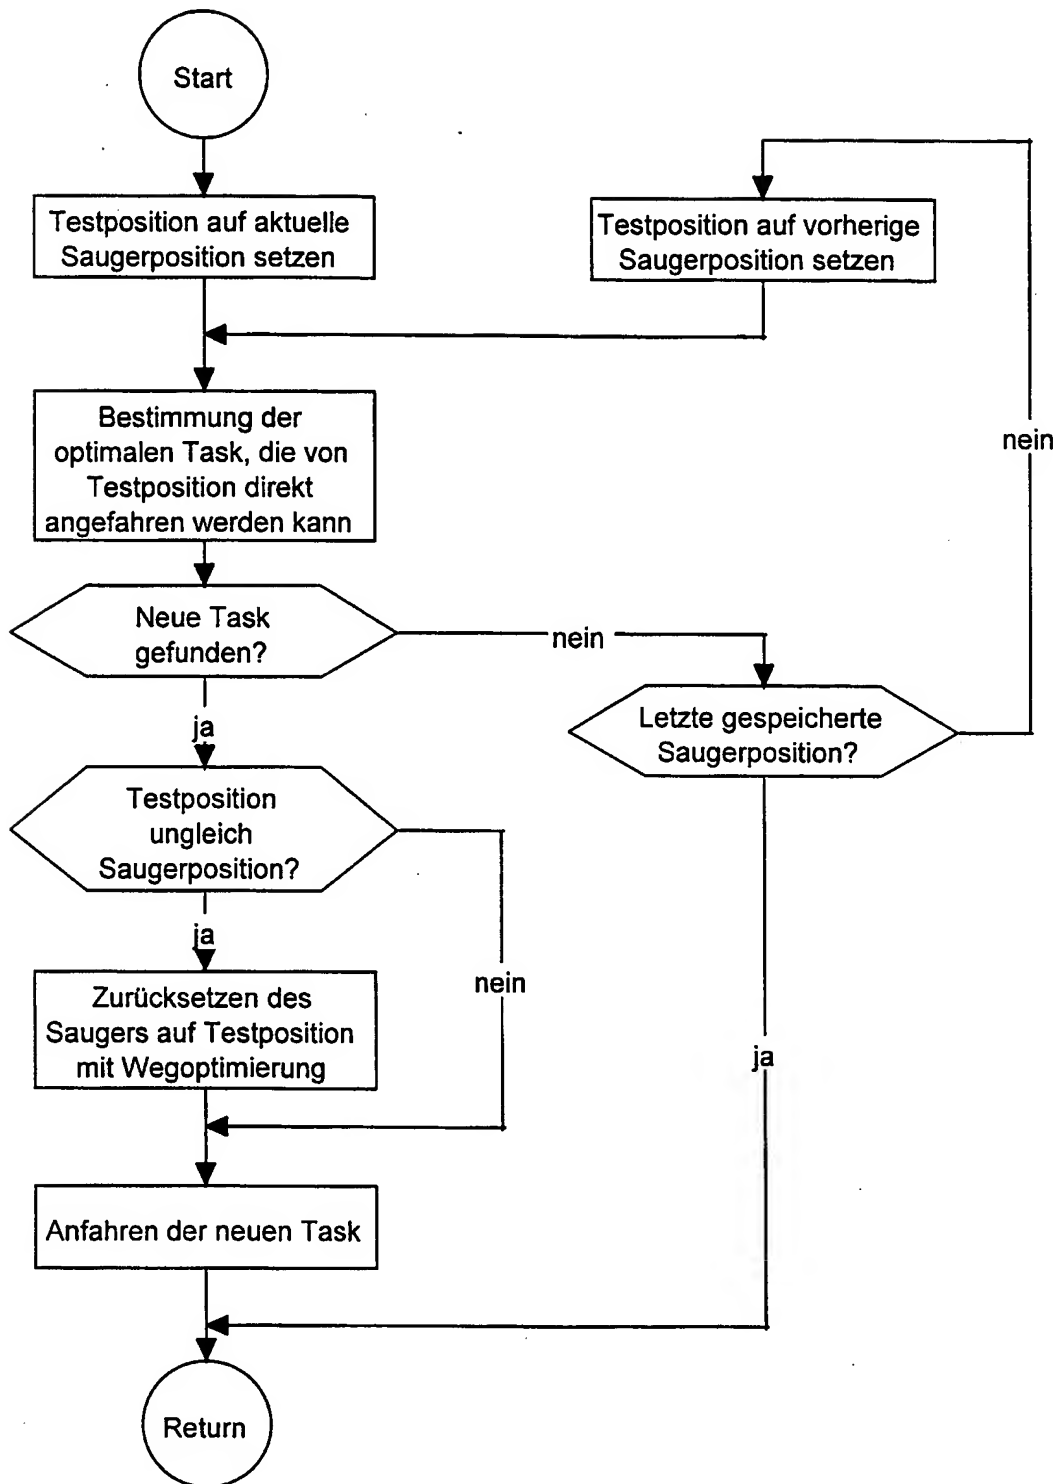 Start
Testposition auf aktuelle
Saugerposition setzen
Testposition auf vorherige
Saugerposition setzen
Bestimmung der
optimalen Task, die von
Testposition direkt
angefahren werden kann
nein
Neue Task
gefunden?
nein
Letzte gespeicherte
Saugerposition?
ja
Testposition
ungleich
Saugerposition?
ja
nein
Zurücksetzen des
Saugers auf Testposition
mit Wegoptimierung
ja
Anfahren der neuen Task
Return